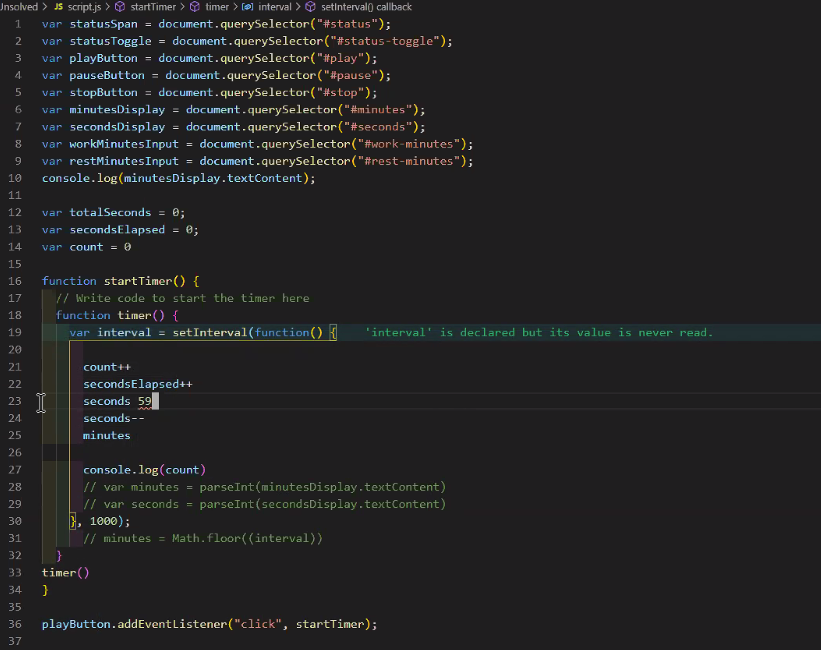 Unsolved > JS script.js > startTimer > timer > interval > setInterval() callback
1 var statusSpan = document.querySelector("#status");
2 var statusToggle = document.querySelector("#status-toggle");
3 var playButton = document.querySelector("#play");
4 var pauseButton = document.querySelector("#pause");
5 var stopButton = document.querySelector("#stop");
6 var minutesDisplay = document.querySelector("#minutes");
7 var secondsDisplay = document.querySelector("#seconds");
8 var workMinutesInput = document.querySelector("#work-minutes");
9 var restMinutesInput = document.querySelector("#rest-minutes");
10 console.log(minutesDisplay.textContent);
11
12 var totalSeconds = 0;
13 var secondsElapsed = 0;
14 var count = 0
15
16 function startTimer() {
17 // Write code to start the timer here
18 function timer() {
19 var interval = setInterval(function() { 'interval' is declared but its value is never read.
20
21 count++
22 secondsElapsed++
23 seconds 59
24 seconds--
25 minutes
26
27 console.log(count)
28 // var minutes = parseInt(minutesDisplay.textContent)
29 // var seconds = parseInt(secondsDisplay.textContent)
30 }, 1000);
31 // minutes = Math.floor((interval))
32 }
33 timer()
34 }
35
36 playButton.addEventListener("click", startTimer);
37